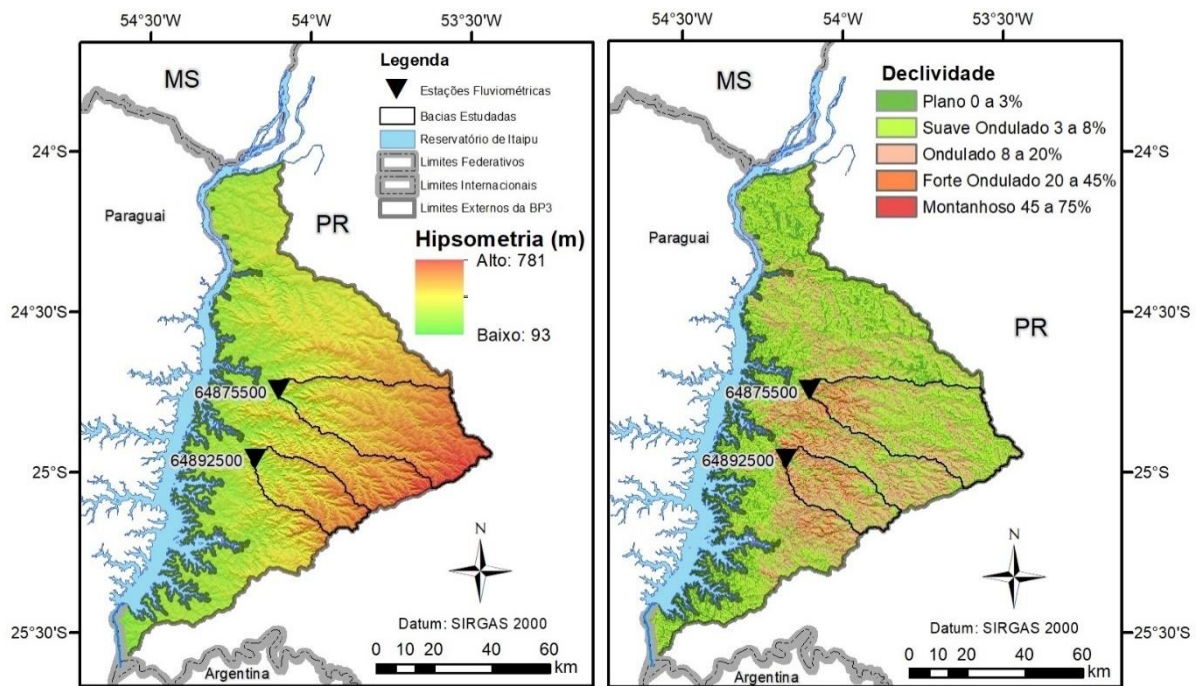 54°30'W 54°W 53°30'W
MS
Legenda
Estações Fluviométricas
Bacias Estudadas
Reservatório de Itaipu
Limites Federativos
Limites Internacionais
Limites Externos da BP3
24°S
Paraguai
PR
Hipsometria (m)
Alto: 781
Baixo: 93
24°30'S
64875500
64892500
25°S
N
25°30'S
Datum: SIRGAS 2000
0 10 20 40 60
km
Argentina
54°30'W 54°W 53°30'W
MS
Declividade
Plano 0 a 3%
Suave Ondulado 3 a 8%
Ondulado 8 a 20%
Forte Ondulado 20 a 45%
Montanhoso 45 a 75%
24°S
Paraguai
24°30'S
PR
64875500
64892500
25°S
N
25°30'S
Datum: SIRGAS 2000
0 10 20 40 60
km
Argentina